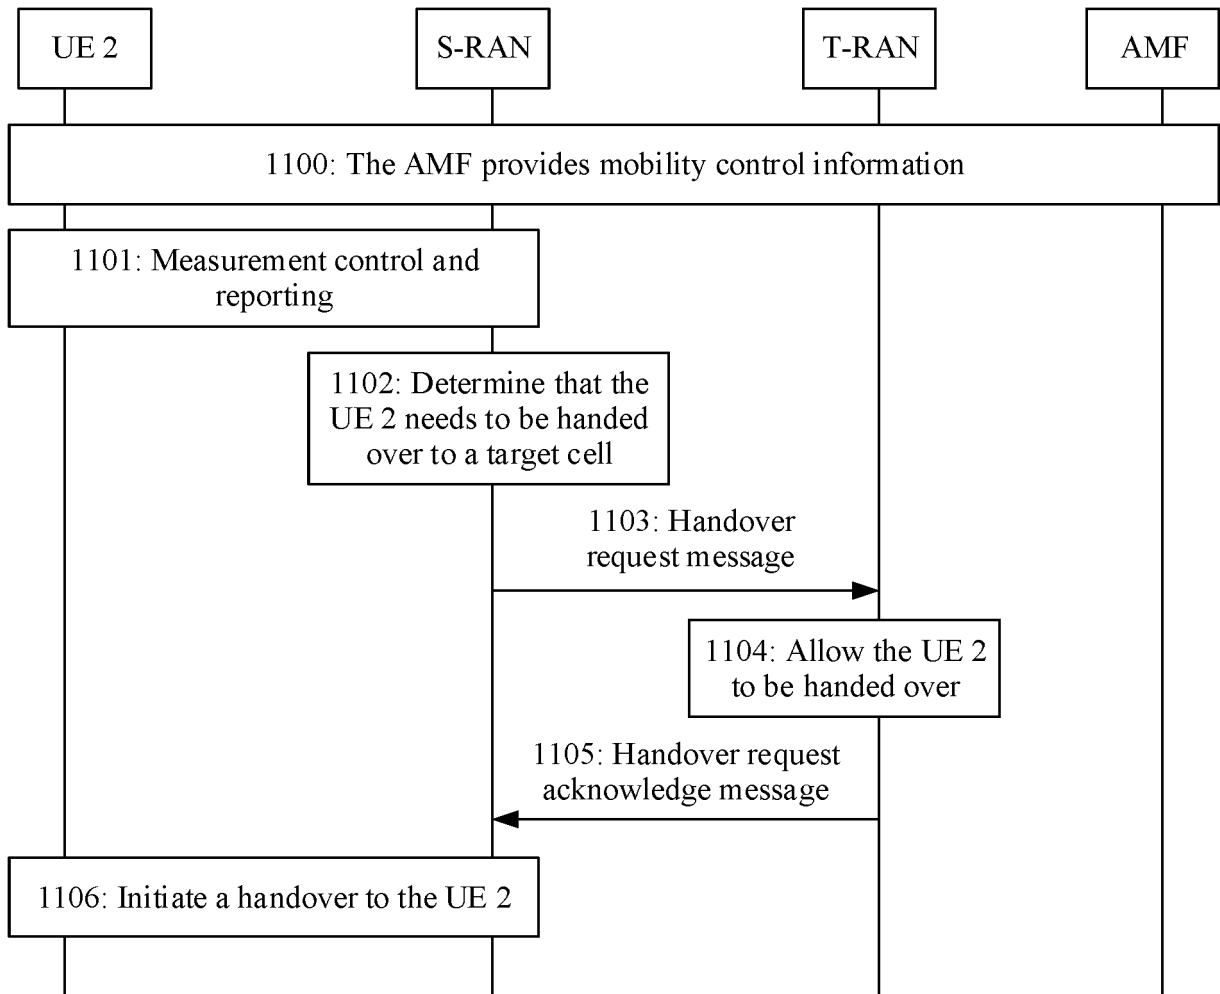 UE 2
S-RAN
T-RAN
AMF
1100: The AMF provides mobility control information
1101: Measurement control and
reporting
1102: Determine that the
UE 2 needs to be handed
over to a target cell
1103: Handover
request message
1104: Allow the UE 2
to be handed over
1105: Handover request
acknowledge message
1106: Initiate a handover to the UE 2